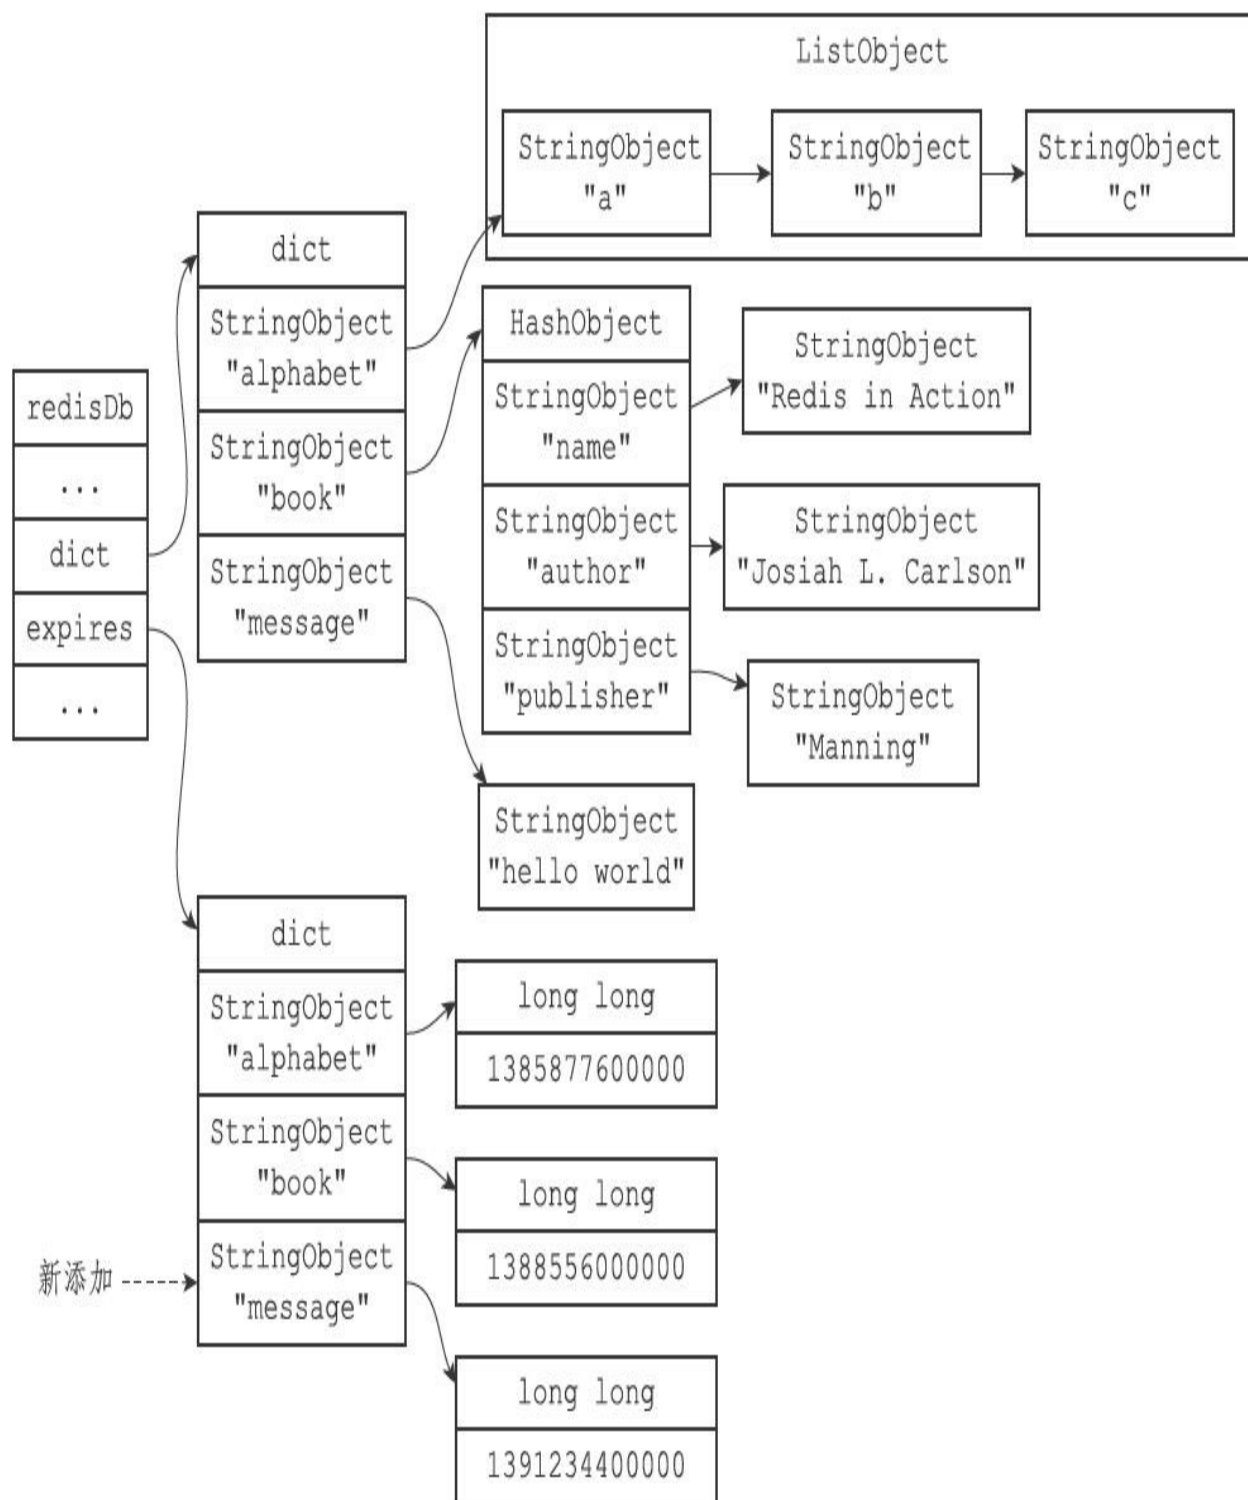 ListObject
StringObject
"a"
StringObject
"b"
StringObject
"c"
redisDb
...
dict
expires
...
dict
StringObject
"alphabet"
StringObject
"book"
StringObject
"message"
HashObject
StringObject
"name"
StringObject
"author"
StringObject
"publisher"
StringObject
"Redis in Action"
StringObject
"Josiah L. Carlson"
StringObject
"Manning"
StringObject
"hello world"
dict
StringObject
"alphabet"
StringObject
"book"
新添加
StringObject
"message"
long long
1385877600000
long long
1388556000000
long long
1391234400000